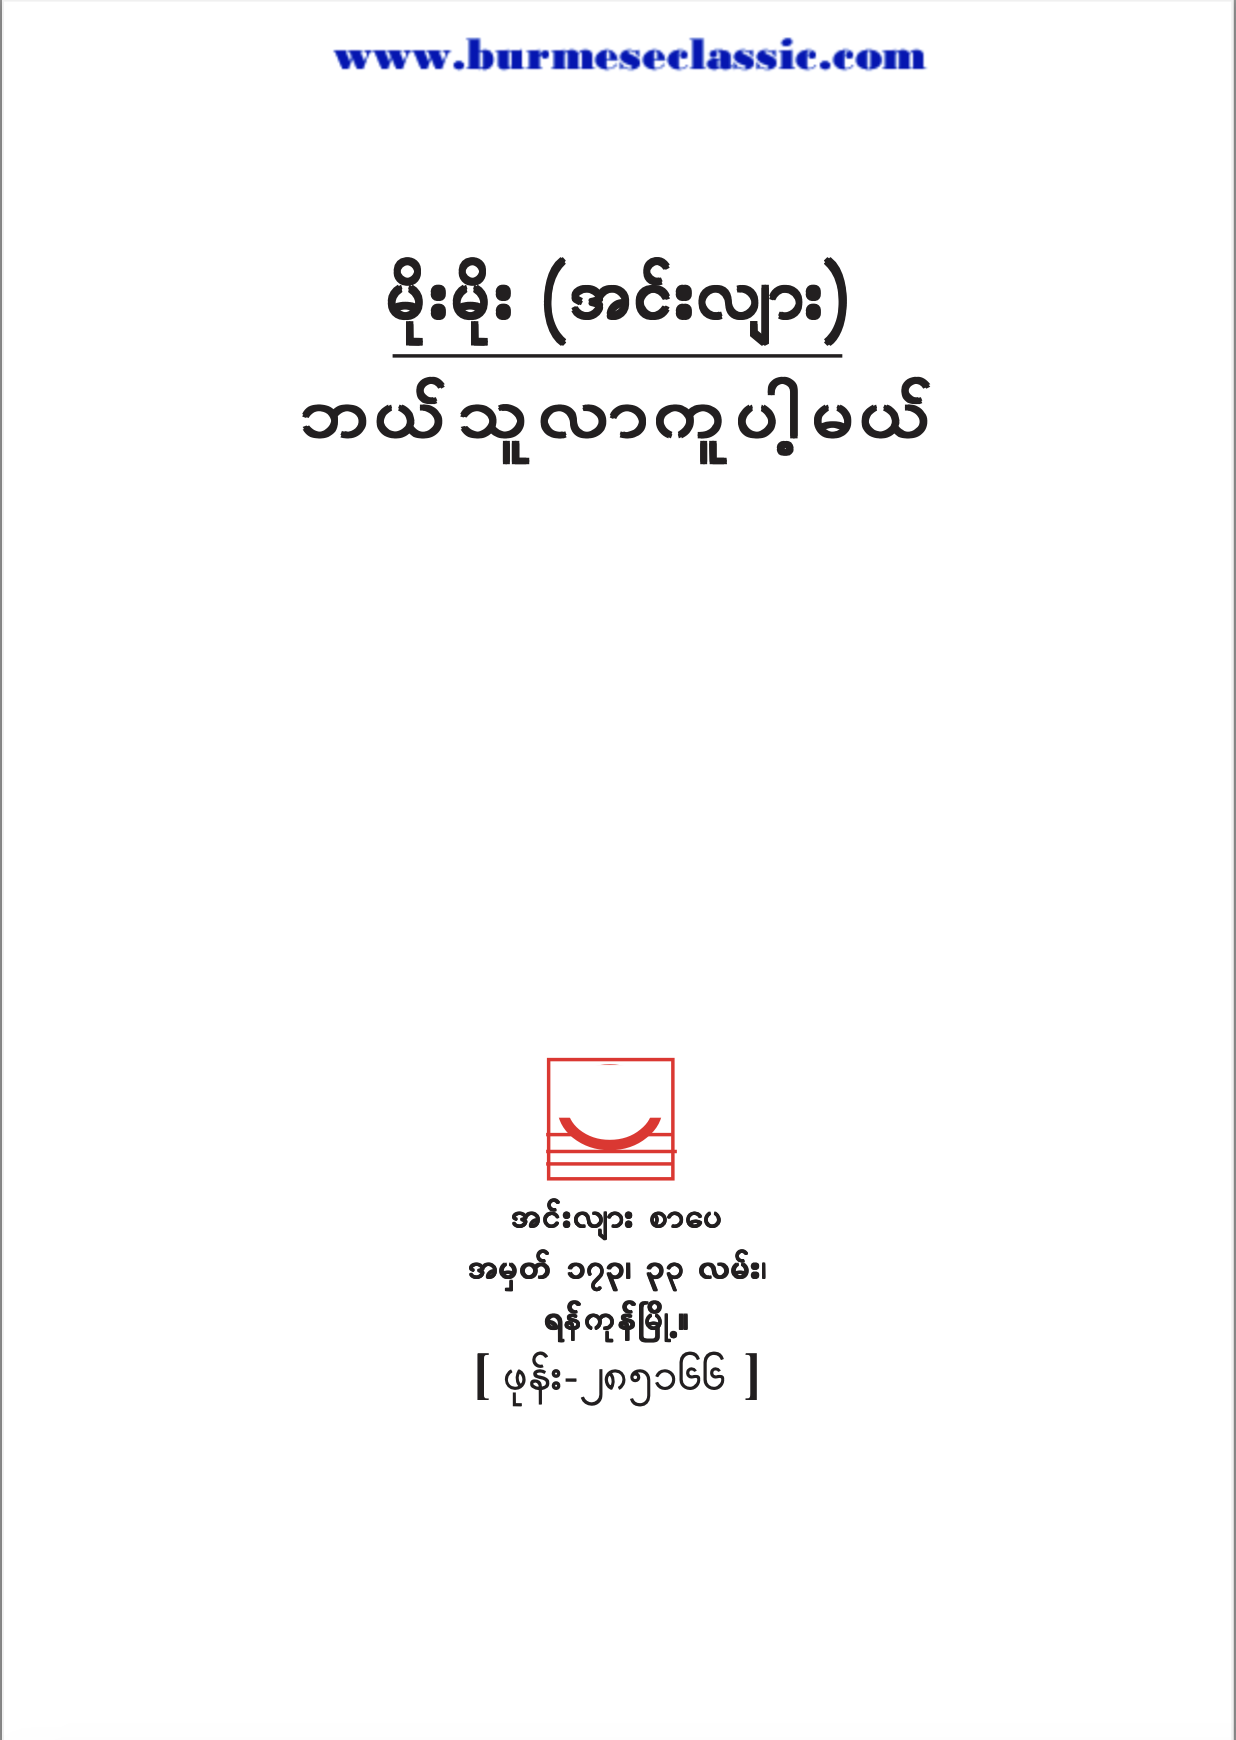 www.burmeseclassic.com
မိုးမိုး (အင်းလျား)
ဘယ်သူလာကူပါ့မယ်
အင်းလျား စာပေ
အမှတ် ၁၇၃၊ ၃၃ လမ်း၊
ရန်ကုန်မြို့။
[ ဖုန်း-၂၈၅၁၆၆ ]